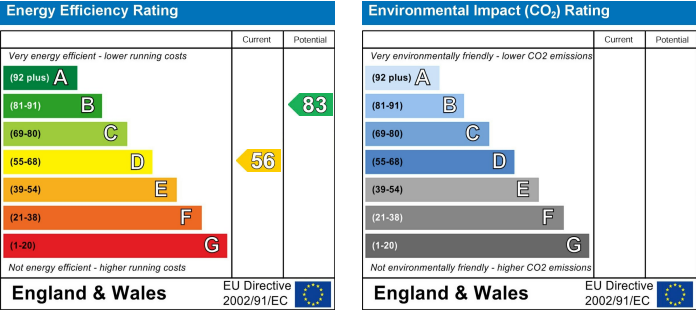 Energy Efficiency Rating
Current Potential
Very energy efficient - lower running costs
(92 plus) A
(81-91) B
83
(69-80) C
(55-68) D
56
(39-54) E
(21-38) F
(1-20) G
Not energy efficient - higher running costs
England & Wales
EU Directive
2002/91/EC
Environmental Impact (CO₂) Rating
Current Potential
Very environmentally friendly - lower CO2 emissions
(92 plus) A
(81-91) B
(69-80) C
(55-68) D
(39-54) E
(21-38) F
(1-20) G
Not environmentally friendly - higher CO2 emissions
England & Wales
EU Directive
2002/91/EC